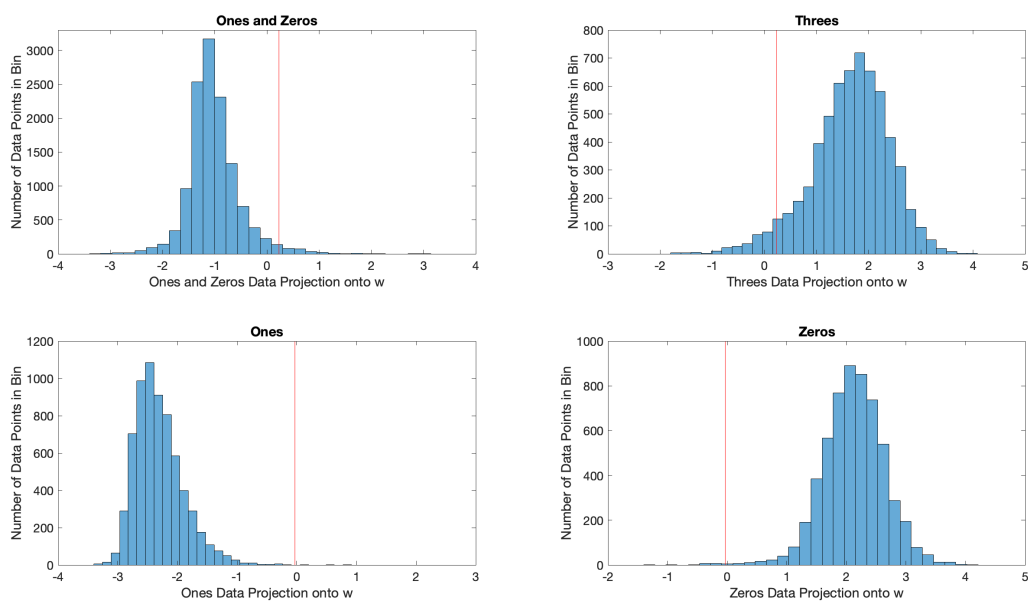 Ones and Zeros
Number of Data Points in Bin
3000
2500
2000
1500
1000
500
0
-4 -3 -2 -1 0 1 2 3 4
Ones and Zeros Data Projection onto w
Threes
Number of Data Points in Bin
800
700
600
500
400
300
200
100
0
-3 -2 -1 0 1 2 3 4 5
Threes Data Projection onto w
Ones
Number of Data Points in Bin
1200
1000
800
600
400
200
0
-4 -3 -2 -1 0 1 2 3
Ones Data Projection onto w
Zeros
Number of Data Points in Bin
1000
800
600
400
200
0
-2 -1 0 1 2 3 4 5
Zeros Data Projection onto w